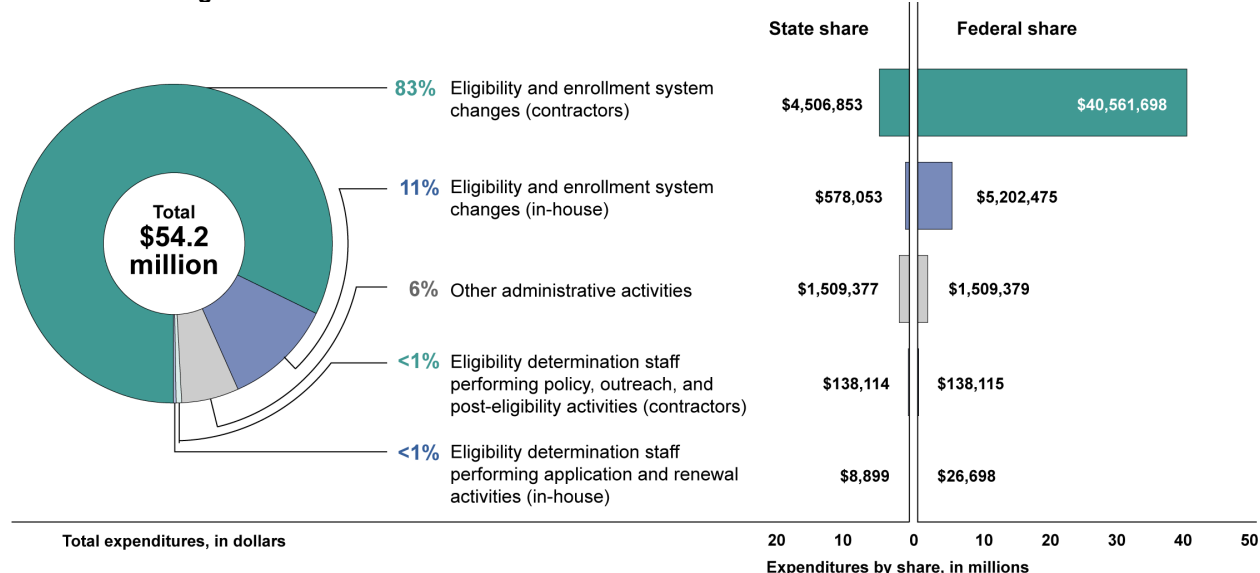 State share
Federal share
83%
Eligibility and enrollment system
changes (contractors)
$4,506,853
$40,561,698
11%
Eligibility and enrollment system
changes (in-house)
$578,053
$5,202,475
Total
$54.2
million
6%
Other administrative activities
$1,509,377
$1,509,379
<1%
Eligibility determination staff
performing policy, outreach, and
post-eligibility activities (contractors)
$138,114
$138,115
<1%
Eligibility determination staff
performing application and renewal
activities (in-house)
$8,899
$26,698
Total expenditures, in dollars
20 10 0 10 20 30 40 50
Expenditures by share, in millions